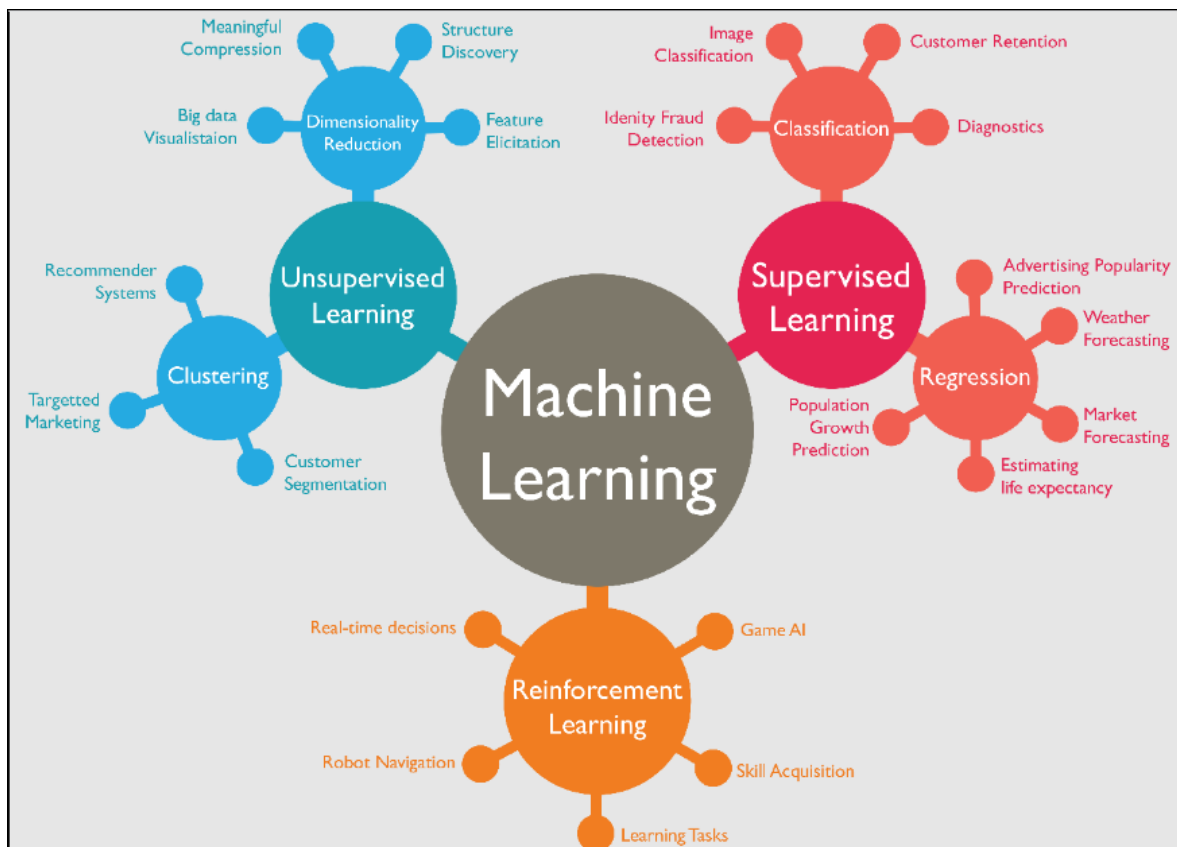 Meaningful
Compression
Structure
Discovery
Big data
Visualistaion
Dimensionality
Reduction
Feature
Elicitation
Unsupervised
Learning
Recommender
Systems
Clustering
Targetted
Marketing
Customer
Segmentation
Machine
Learning
Image
Classification
Customer Retention
Idenity Fraud
Detection
Classification
Diagnostics
Supervised
Learning
Advertising Popularity
Prediction
Weather
Forecasting
Regression
Population
Growth
Prediction
Market
Forecasting
Estimating
life expectancy
Real-time decisions
Game AI
Reinforcement
Learning
Robot Navigation
Skill Acquisition
Learning Tasks